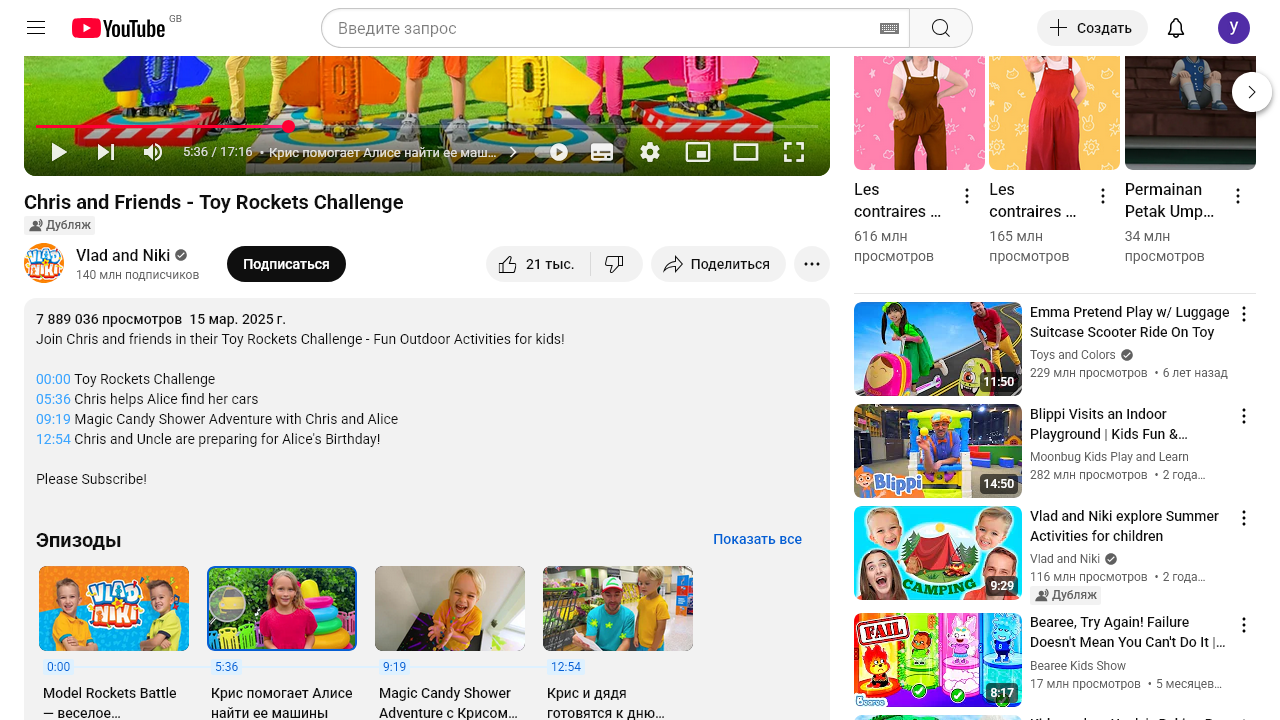 YouTube GB
Введите запрос
Создать
y
5:36 / 17:16 • Крис помогает Алисе найти ее маш...
Chris and Friends - Toy Rockets Challenge
Дубляж
Vlad and Niki
140 млн подписчиков
Подписаться
21 тыс.
Поделиться
7 889 036 просмотров 15 мар. 2025 г.
Join Chris and friends in their Toy Rockets Challenge - Fun Outdoor Activities for kids!
00:00 Toy Rockets Challenge
05:36 Chris helps Alice find her cars
09:19 Magic Candy Shower Adventure with Chris and Alice
12:54 Chris and Uncle are preparing for Alice's Birthday!
Please Subscribe!
Эпизоды
Показать все
VLAD NIKI
0:00
Model Rockets Battle
— веселое...
5:36
Крис помогает Алисе
найти ее машины
9:19
Magic Candy Shower
Adventure с Крисом...
12:54
Крис и дядя
готовятся к дню...
Les
contraires ...
616 млн
просмотров
Les
contraires ...
165 млн
просмотров
Permainan
Petak Ump...
34 млн
просмотров
11:50
Emma Pretend Play w/ Luggage
Suitcase Scooter Ride On Toy
Toys and Colors
229 млн просмотров • 6 лет назад
Blippi
14:50
Blippi Visits an Indoor
Playground | Kids Fun &...
Moonbug Kids Play and Learn
282 млн просмотров • 2 года...
CAMPING
9:29
Vlad and Niki explore Summer
Activities for children
Vlad and Niki
116 млн просмотров • 2 года...
Дубляж
FAIL
Bearee
8:17
Bearee, Try Again! Failure
Doesn't Mean You Can't Do It |...
Bearee Kids Show
17 млн просмотров • 5 месяцев...